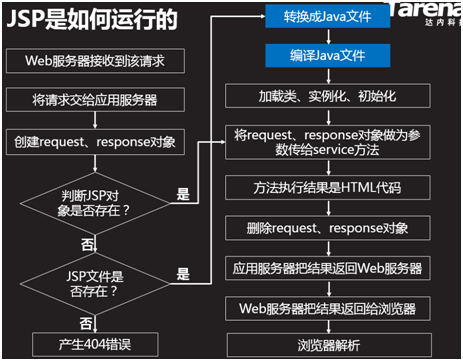 JSP是如何运行的
Web服务器接收到该请求
将请求交给应用服务器
创建request、response对象
判断JSP对
象是否存在？
是
否
JSP文件是
否存在？
是
否
产生404错误
转换成Java文件
编译Java文件
加载类、实例化、初始化
将request、response对象做为参
数传给service方法
方法执行结果是HTML代码
删除request、response对象
应用服务器把结果返回Web服务器
Web服务器把结果返回给浏览器
浏览器解析
Tarena
达内科技